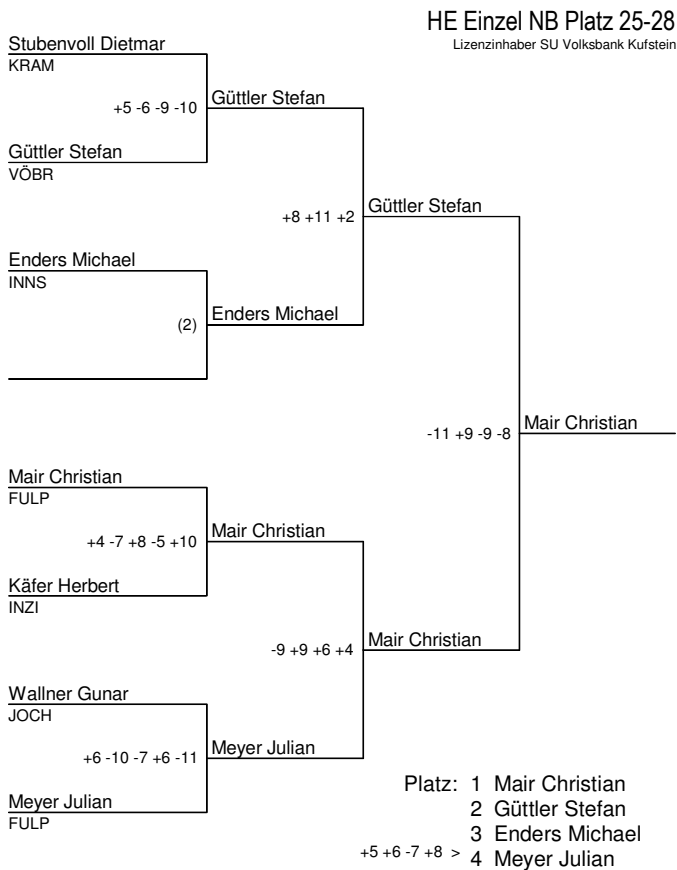 HE Einzel NB Platz 25-28
Lizenzinhaber SU Volksbank Kufstein
Stubenvoll Dietmar
KRAM
+5 -6 -9 -10
Güttler Stefan
Güttler Stefan
VÖBR
+8 +11 +2
Güttler Stefan
Enders Michael
INNS
(2)
Enders Michael
-11 +9 -9 -8
Mair Christian
Mair Christian
FULP
+4 -7 +8 -5 +10
Mair Christian
Käfer Herbert
INZI
-9 +9 +6 +4
Mair Christian
Wallner Gunar
JOCH
+6 -10 -7 +6 -11
Meyer Julian
Meyer Julian
FULP
Platz: 1 Mair Christian
2 Güttler Stefan
3 Enders Michael
+5 +6 -7 +8 > 4 Meyer Julian